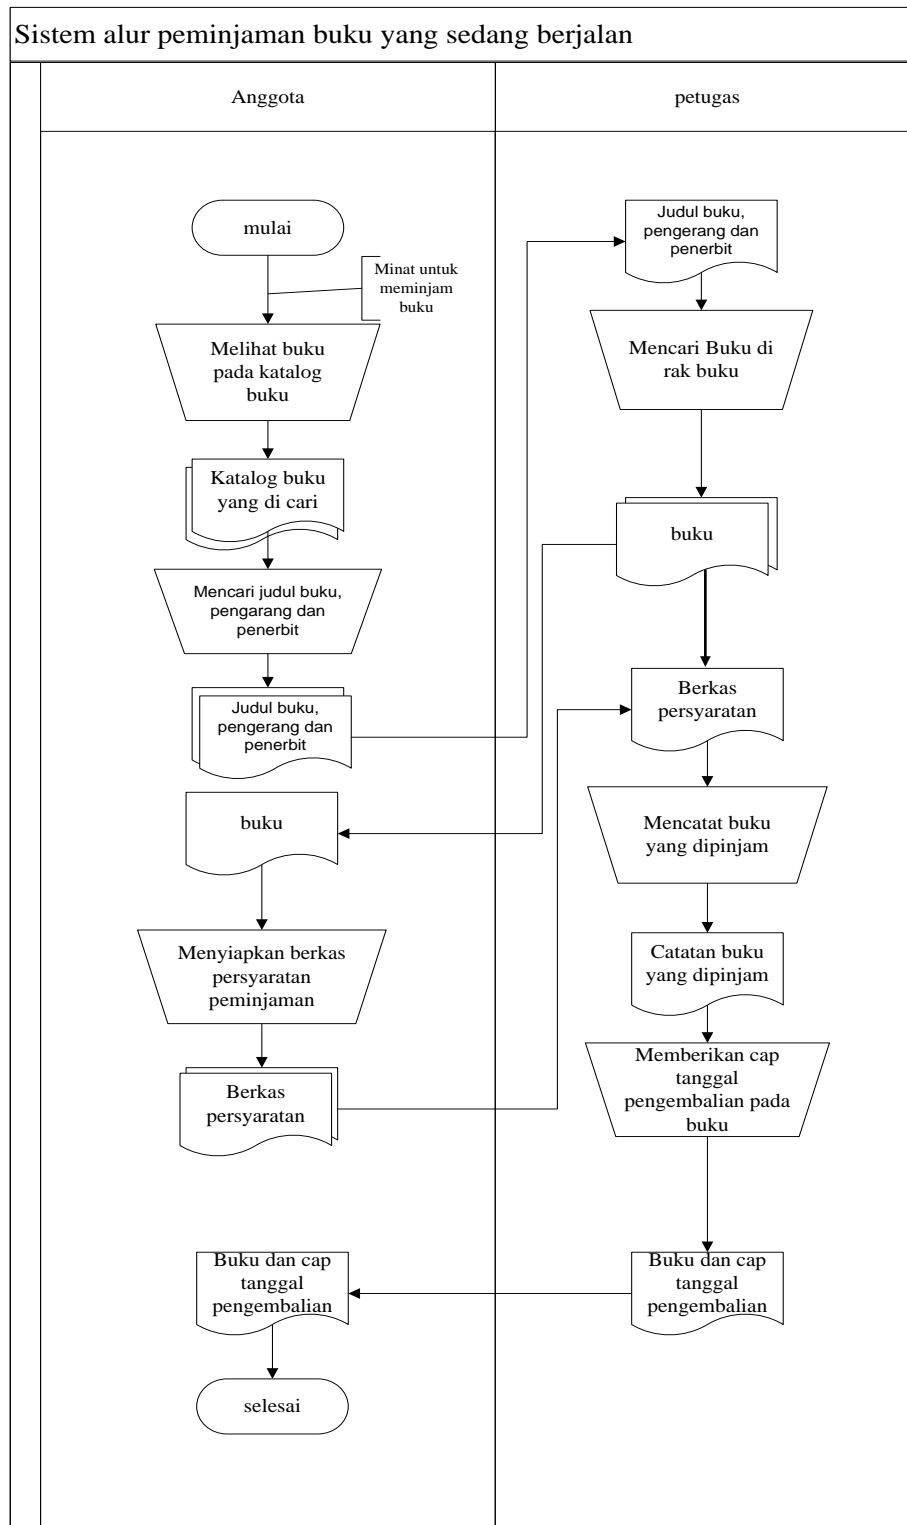 Sistem alur peminjaman buku yang sedang berjalan
Anggota
petugas
mulai
Minat untuk
meminjam
buku
Melihat buku
pada katalog
buku
Katalog buku
yang di cari
Mencari judul buku,
pengarang dan
penerbit
Judul buku,
pengerang dan
penerbit
buku
Menyiapkan berkas
persyaratan
peminjaman
Berkas
persyaratan
Buku dan cap
tanggal
pengembalian
selesai
Judul buku,
pengerang dan
penerbit
Mencari Buku di
rak buku
buku
Berkas
persyaratan
Mencatat buku
yang dipinjam
Catatan buku
yang dipinjam
Memberikan cap
tanggal
pengembalian pada
buku
Buku dan cap
tanggal
pengembalian